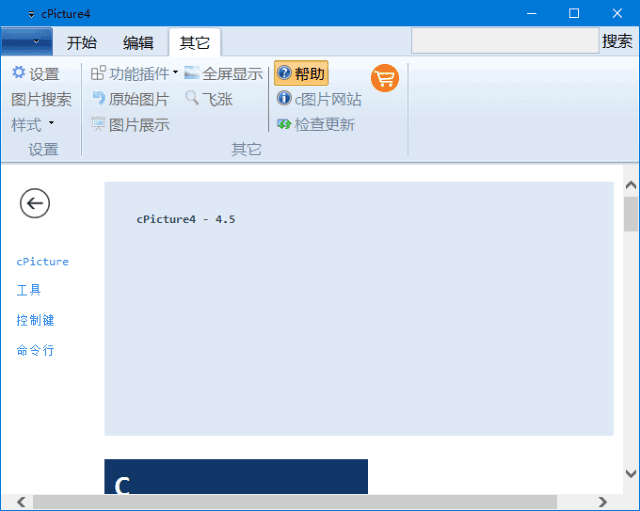 cPicture4
开始 编辑 其它 搜索
设置 功能插件 全屏显示 帮助
图片搜索 原始图片 飞涨 c图片网站
样式 图片展示 检查更新
设置 其它
cPicture4 - 4.5
cPicture
工具
控制键
命令行
C